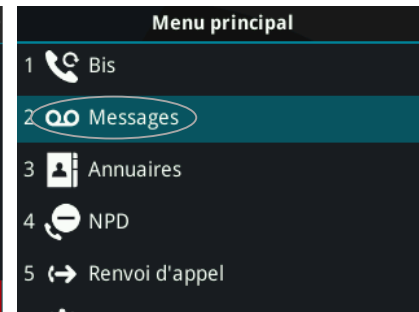 Menu principal
1 Bis
2 Messages
3 Annuaires
4 NPD
5 Renvoi d'appel